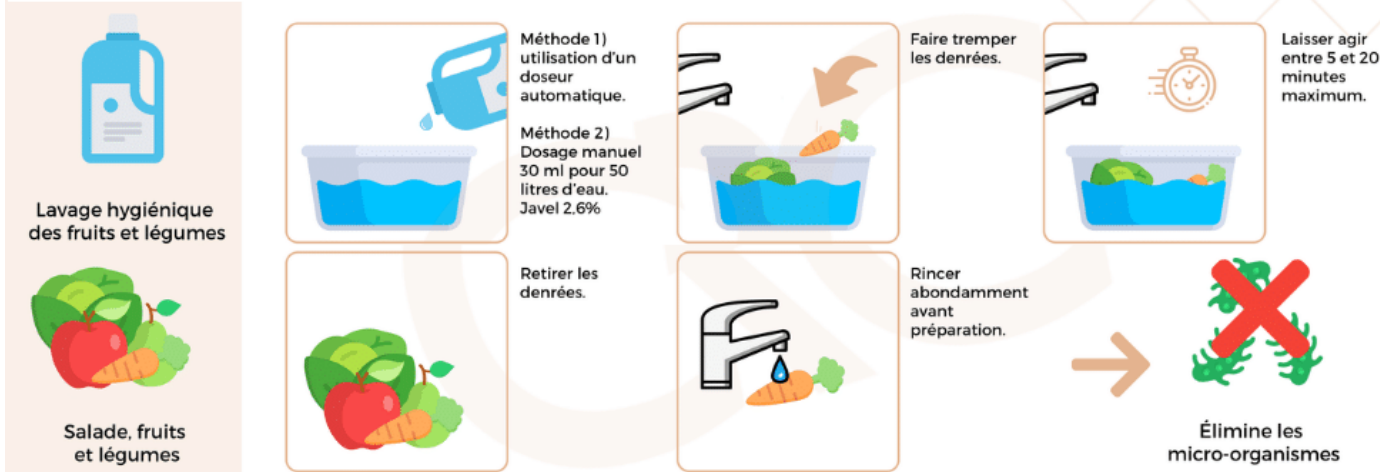 Lavage hygiénique
des fruits et légumes
Salade, fruits
et légumes
Méthode 1)
utilisation d'un
doseur
automatique.
Méthode 2)
Dosage manuel
30 ml pour 50
litres d'eau.
Javel 2,6%
Faire tremper
les denrées.
Laisser agir
entre 5 et 20
minutes
maximum.
Retirer les
denrées.
Rincer
abondamment
avant
préparation.
Élimine les
micro-organismes